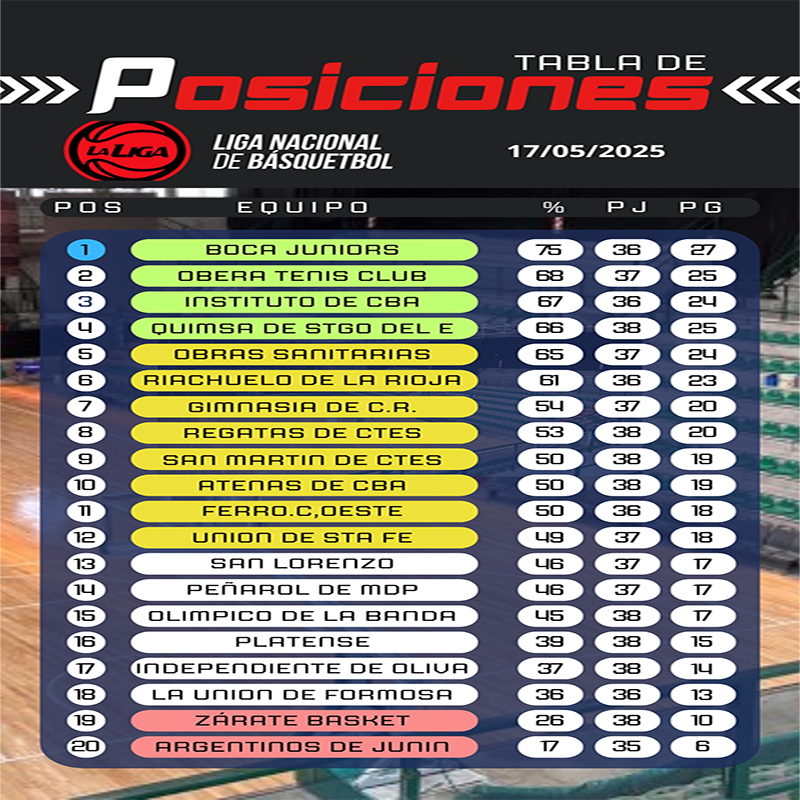 TABLA DE
Posiciones
LALIGA
LIGA NACIONAL
DE BÁSQUETBOL
17/05/2025
POS EQUIPO % PJ PG
1 BOCA JUNIORS 75 36 27
2 OBERA TENIS CLUB 68 37 25
3 INSTITUTO DE CBA 67 36 24
4 QUIMSA DE STGO DEL E 66 38 25
5 OBRAS SANITARIAS 65 37 24
6 RIACHUELO DE LA RIOJA 61 36 23
7 GIMNASIA DE C.R. 54 37 20
8 REGATAS DE CTES 53 38 20
9 SAN MARTIN DE CTES 50 38 19
10 ATENAS DE CBA 50 38 19
11 FERRO.C,OESTE 50 36 18
12 UNION DE STA FE 49 37 18
13 SAN LORENZO 46 37 17
14 PEÑAROL DE MDP 46 37 17
15 OLIMPICO DE LA BANDA 45 38 17
16 PLATENSE 39 38 15
17 INDEPENDIENTE DE OLIVA 37 38 14
18 LA UNION DE FORMOSA 36 36 13
19 ZÁRATE BASKET 26 38 10
20 ARGENTINOS DE JUNIN 17 35 6